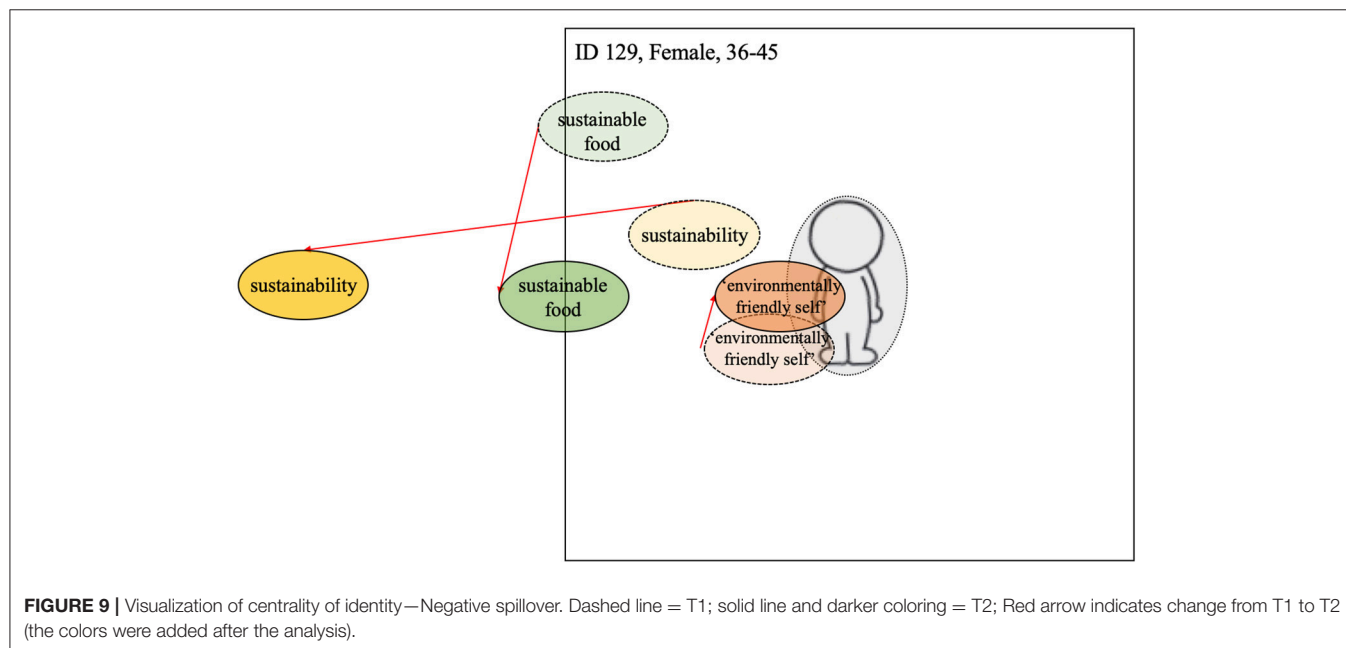 ID 129, Female, 36-45
sustainable
food
sustainability
sustainability
sustainable
food
‘environmentally
friendly self”
‘environmentally
friendly self”
FIGURE 9 | Visualization of centrality of identity—Negative spillover. Dashed line = T1; solid line and darker coloring = T2; Red arrow indicates change from T1 to T2
(the colors were added after the analysis).